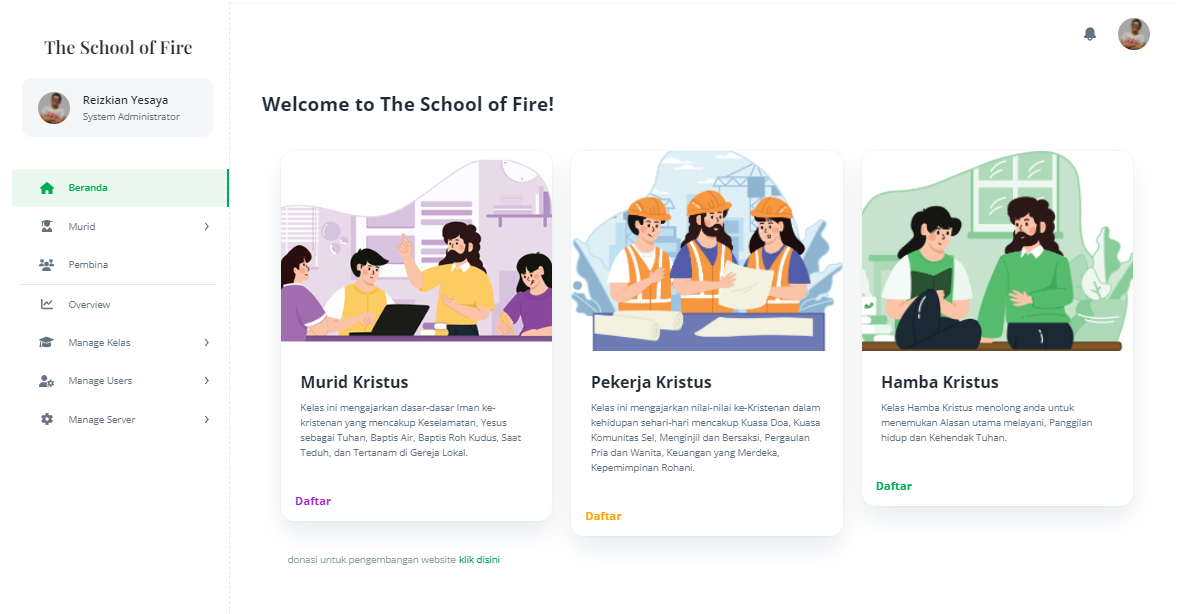 The School of Fire
Reizkian Yesaya
System Administrator
Beranda
Murid
Pembina
Overview
Manage Kelas
Manage Users
Manage Server
Welcome to The School of Fire!
Murid Kristus
Kelas ini mengajarkan dasar-dasar Iman ke-
kristenan yang mencakup Keselamatan, Yesus
sebagai Tuhan, Baptis Air, Baptis Roh Kudus, Saat
Teduh, dan Tertanam di Gereja Lokal.
Daftar
Pekerja Kristus
Kelas ini mengajarkan nilai-nilai ke-Kristenan dalam
kehidupan sehari-hari mencakup Kuasa Doa, Kuasa
Komunitas Sel, Menginjil dan Bersaksi, Pergaulan
Pria dan Wanita, Keuangan yang Merdeka,
Kepemimpinan Rohani.
Daftar
Hamba Kristus
Kelas Hamba Kristus menolong anda untuk
menemukan Alasan utama melayani, Panggilan
hidup dan Kehendak Tuhan.
Daftar
donasi untuk pengembangan website klik disini